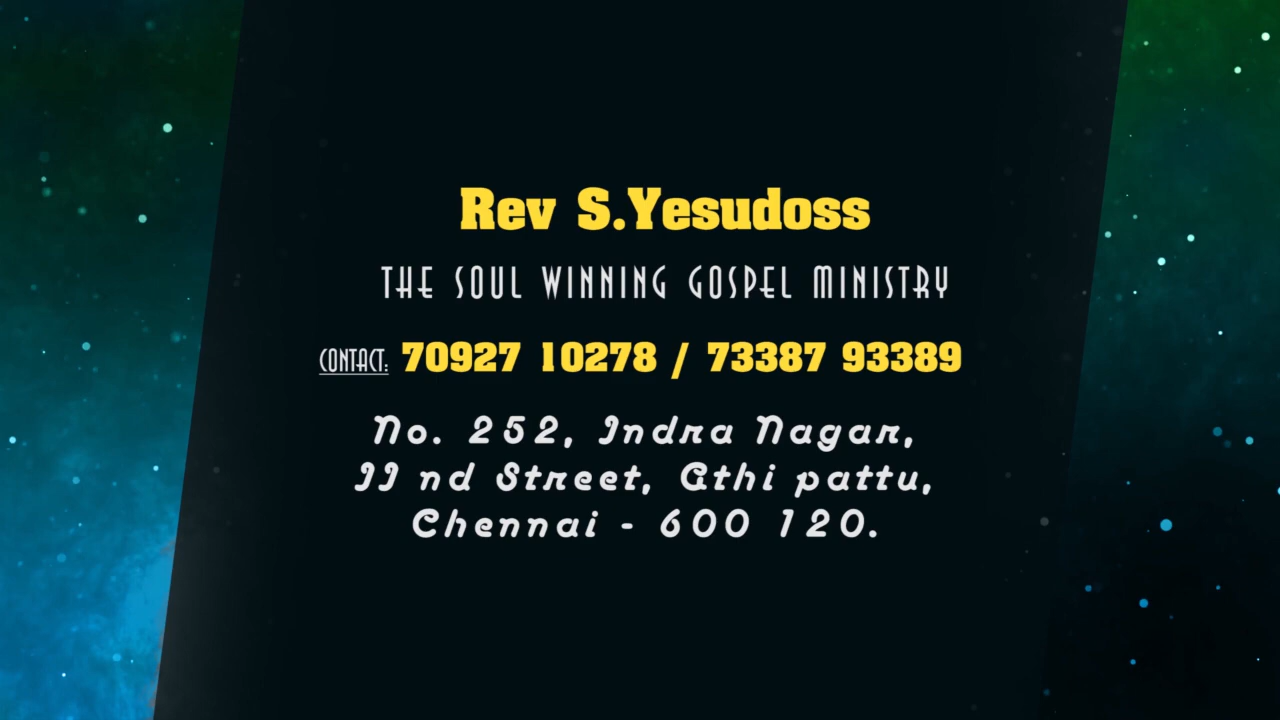 Rev S.Yesudoss
THE SOUL WINNING GOSPEL MINISTRY
CONTACT: 70927 10278 / 73387 93389
No. 252, Indra Nagar,
II nd Street, Athi pattu,
Chennai - 600 120.